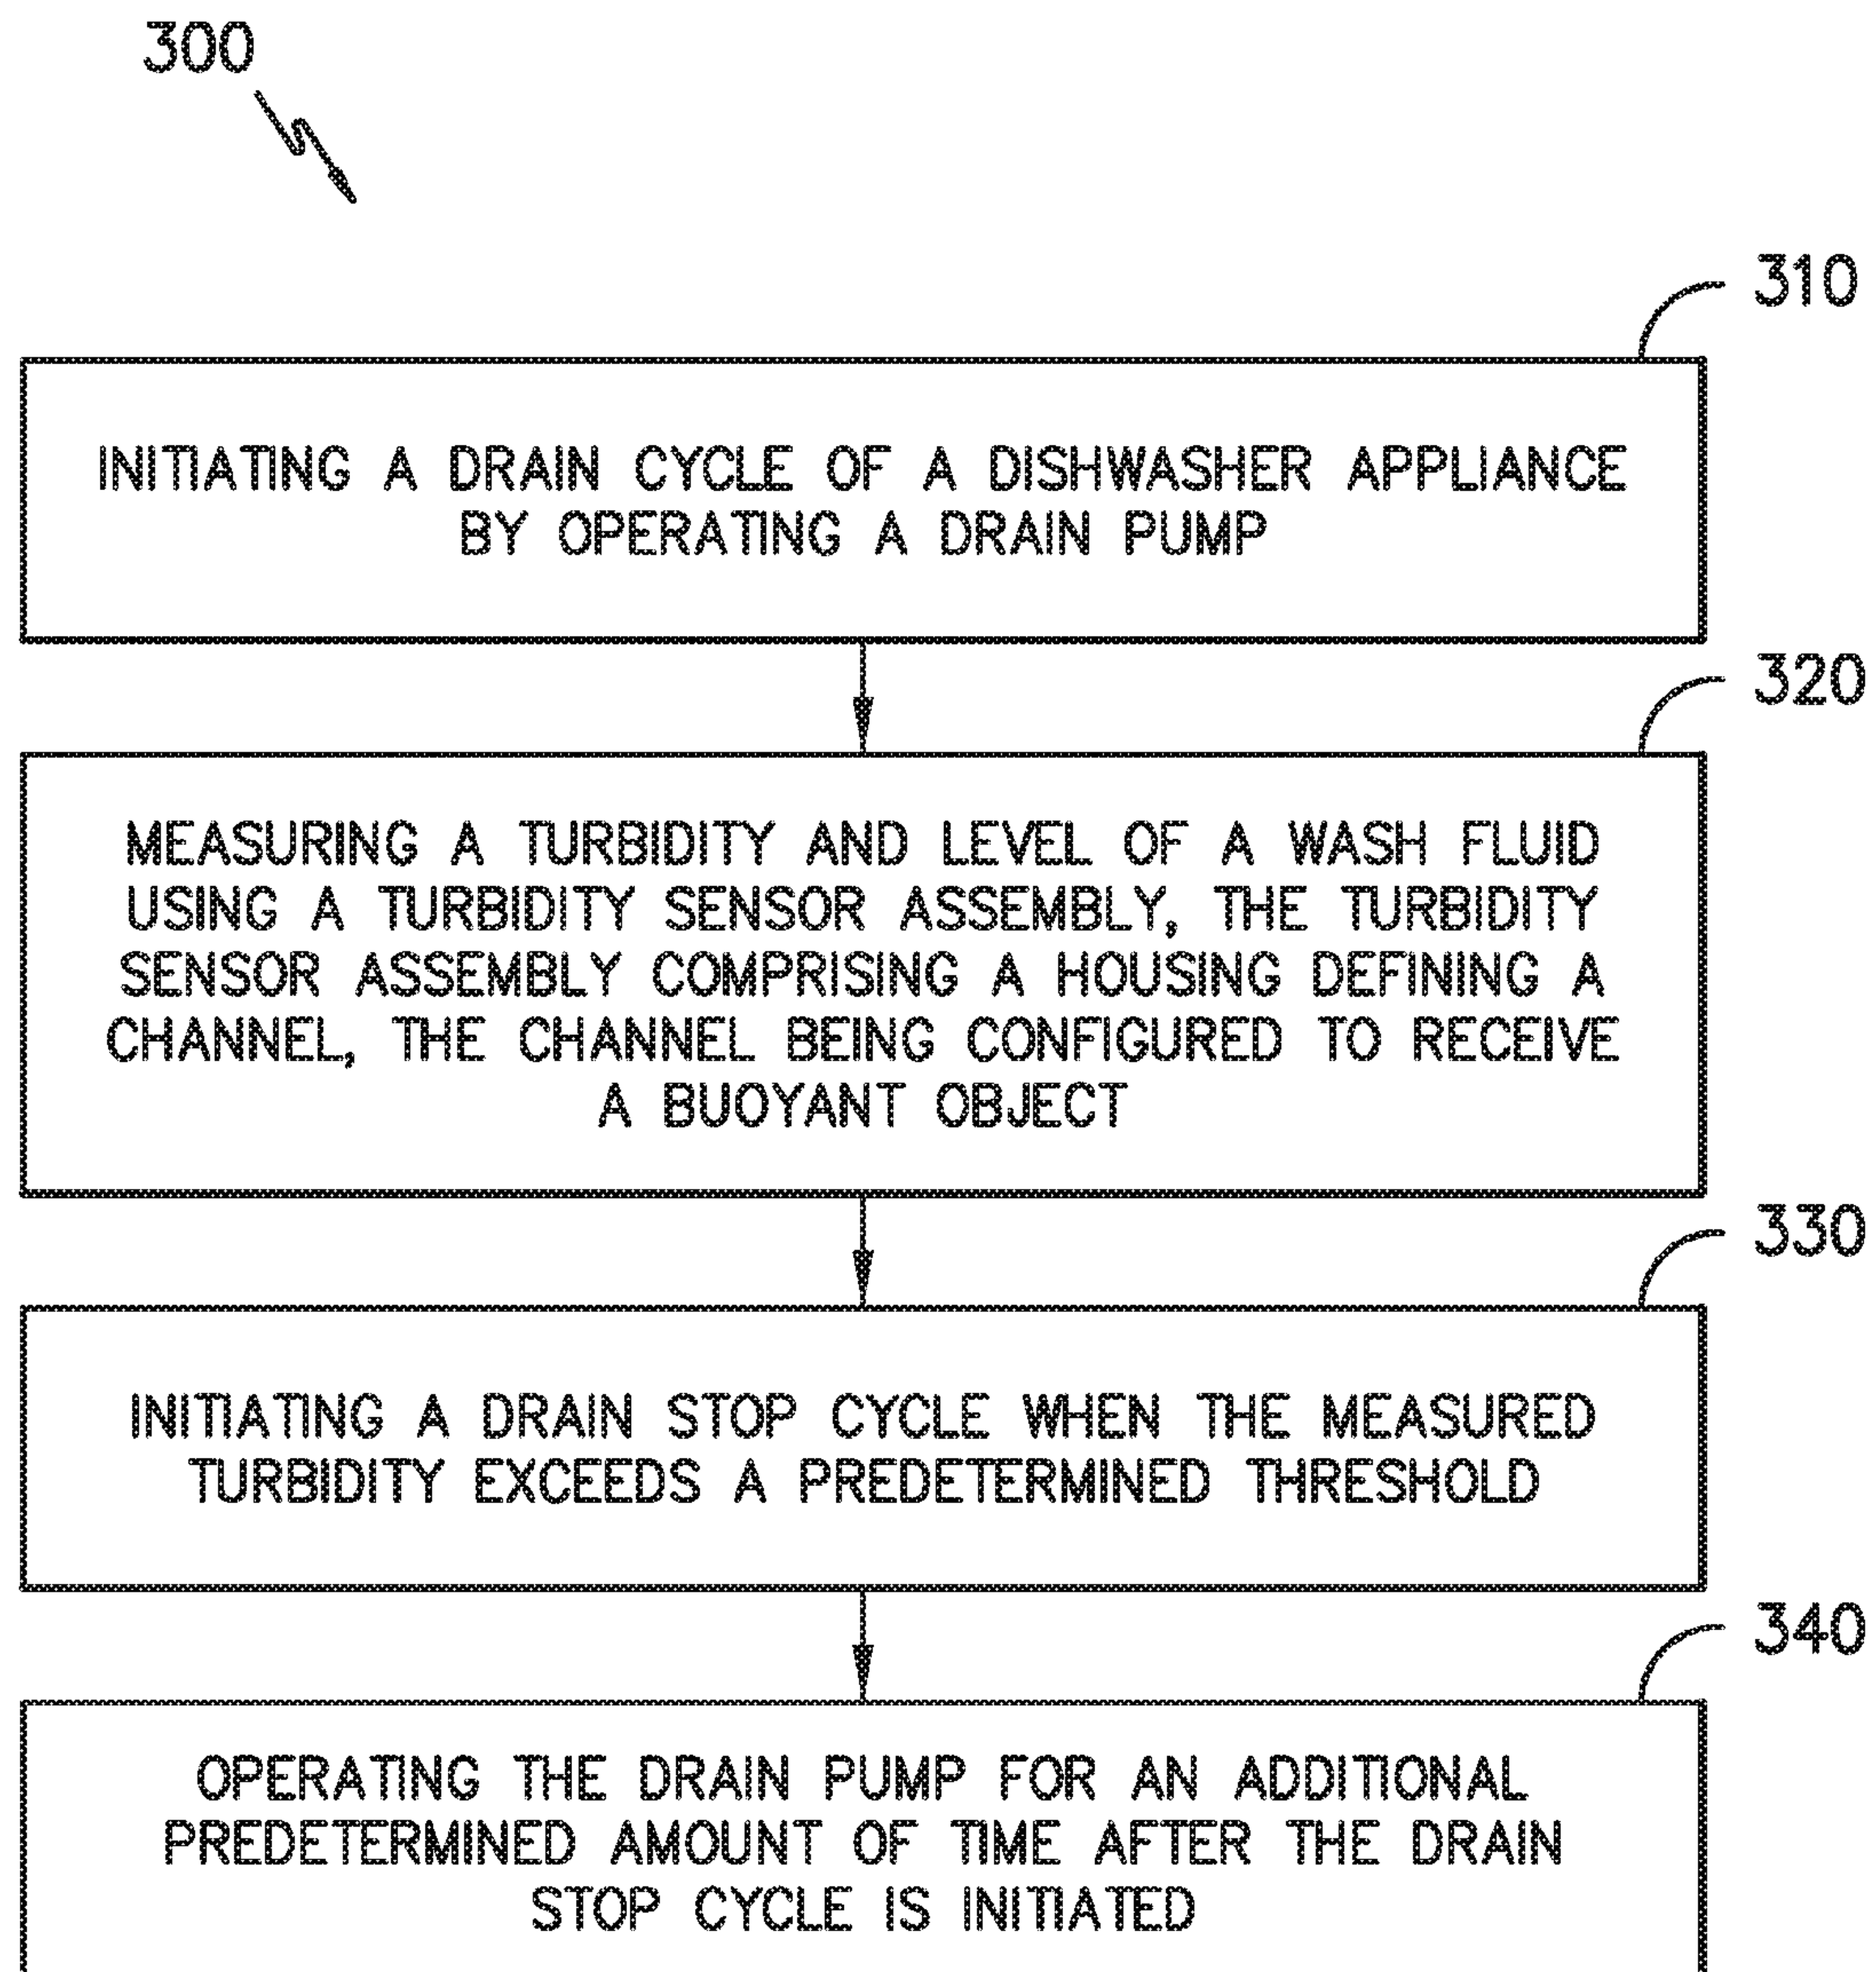 300
310
INITIATING A DRAIN CYCLE OF A DISHWASHER APPLIANCE
BY OPERATING A DRAIN PUMP
320
MEASURING A TURBIDITY AND LEVEL OF A WASH FLUID
USING A TURBIDITY SENSOR ASSEMBLY, THE TURBIDITY
SENSOR ASSEMBLY COMPRISING A HOUSING DEFINING A
CHANNEL, THE CHANNEL BEING CONFIGURED TO RECEIVE
A BUOYANT OBJECT
330
INITIATING A DRAIN STOP CYCLE WHEN THE MEASURED
TURBIDITY EXCEEDS A PREDETERMINED THRESHOLD
340
OPERATING THE DRAIN PUMP FOR AN ADDITIONAL
PREDETERMINED AMOUNT OF TIME AFTER THE DRAIN
STOP CYCLE IS INITIATED